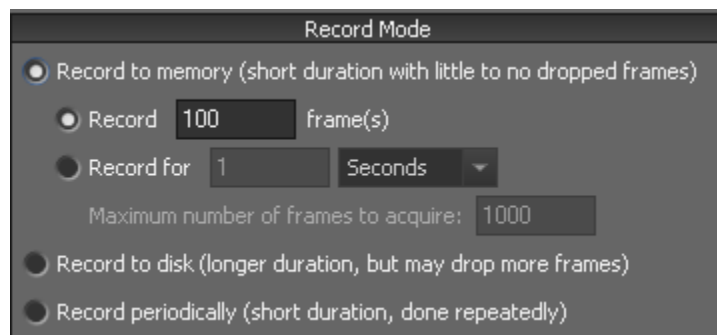 Record Mode
Record to memory (short duration with little to no dropped frames)
Record 100 frame(s)
Record for 1 Seconds
Maximum number of frames to acquire: 1000
Record to disk (longer duration, but may drop more frames)
Record periodically (short duration, done repeatedly)